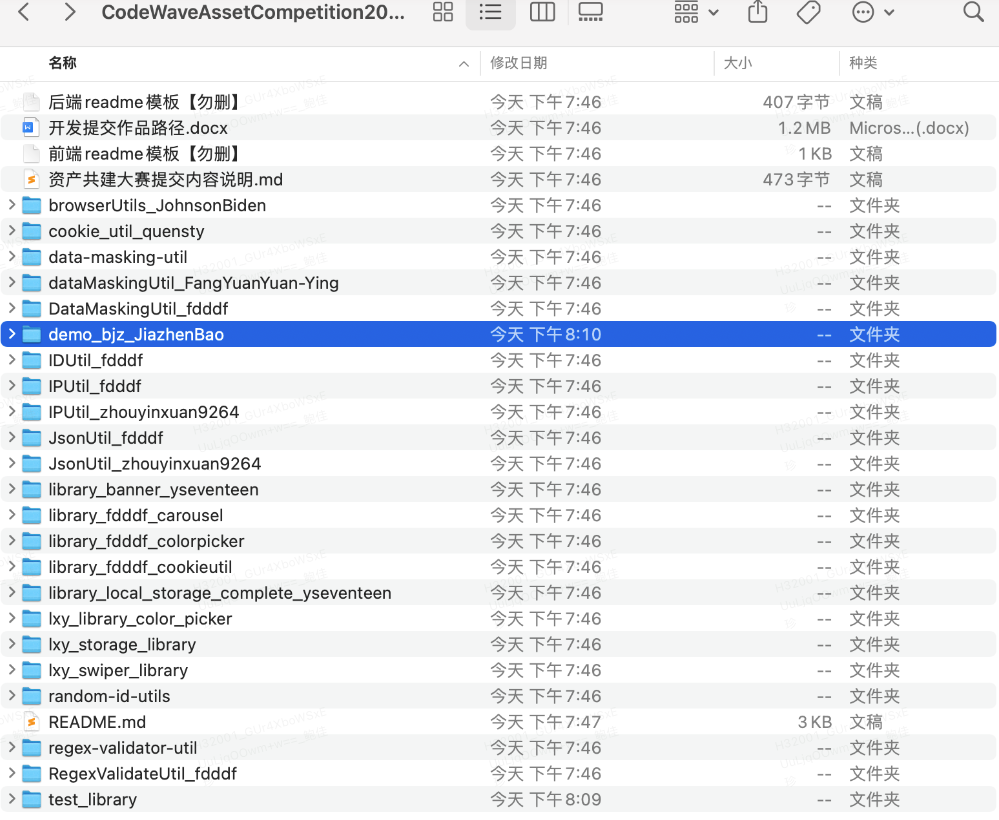 CodeWaveAssetCompetition20...
名称 修改日期 大小 种类
后端readme模板【勿删】 今天 下午7:46 407字节 文稿
开发提交作品路径.docx 今天 下午7:46 1.2 MB Micros...(.docx)
前端readme模板【勿删】 今天 下午7:46 1 KB 文稿
资产共建大赛提交内容说明.md 今天 下午7:46 473字节 文稿
browserUtils_JohnsonBiden 今天 下午7:46 -- 文件夹
cookie_util_quensty 今天 下午7:46 -- 文件夹
data-masking-util 今天 下午7:46 -- 文件夹
dataMaskingUtil_FangYuanYuan-Ying 今天 下午7:46 -- 文件夹
DataMaskingUtil_fdddf 今天 下午7:46 -- 文件夹
demo_bjz_JiazhenBao 今天 下午8:10 -- 文件夹
IDUtil_fdddf 今天 下午7:46 -- 文件夹
IPUtil_fdddf 今天 下午7:46 -- 文件夹
IPUtil_zhouyinxuan9264 今天 下午7:46 -- 文件夹
JsonUtil_fdddf 今天 下午7:46 -- 文件夹
JsonUtil_zhouyinxuan9264 今天 下午7:46 -- 文件夹
library_banner_yseventeen 今天 下午7:46 -- 文件夹
library_fdddf_carousel 今天 下午7:46 -- 文件夹
library_fdddf_colorpicker 今天 下午7:46 -- 文件夹
library_fdddf_cookieutil 今天 下午7:46 -- 文件夹
library_local_storage_complete_yseventeen 今天 下午7:46 -- 文件夹
lxy_library_color_picker 今天 下午7:46 -- 文件夹
lxy_storage_library 今天 下午7:46 -- 文件夹
lxy_swiper_library 今天 下午7:46 -- 文件夹
random-id-utils 今天 下午7:46 -- 文件夹
README.md 今天 下午7:47 3 KB 文稿
regex-validator-util 今天 下午7:46 -- 文件夹
RegexValidateUtil_fdddf 今天 下午7:46 -- 文件夹
test_library 今天 下午8:09 -- 文件夹